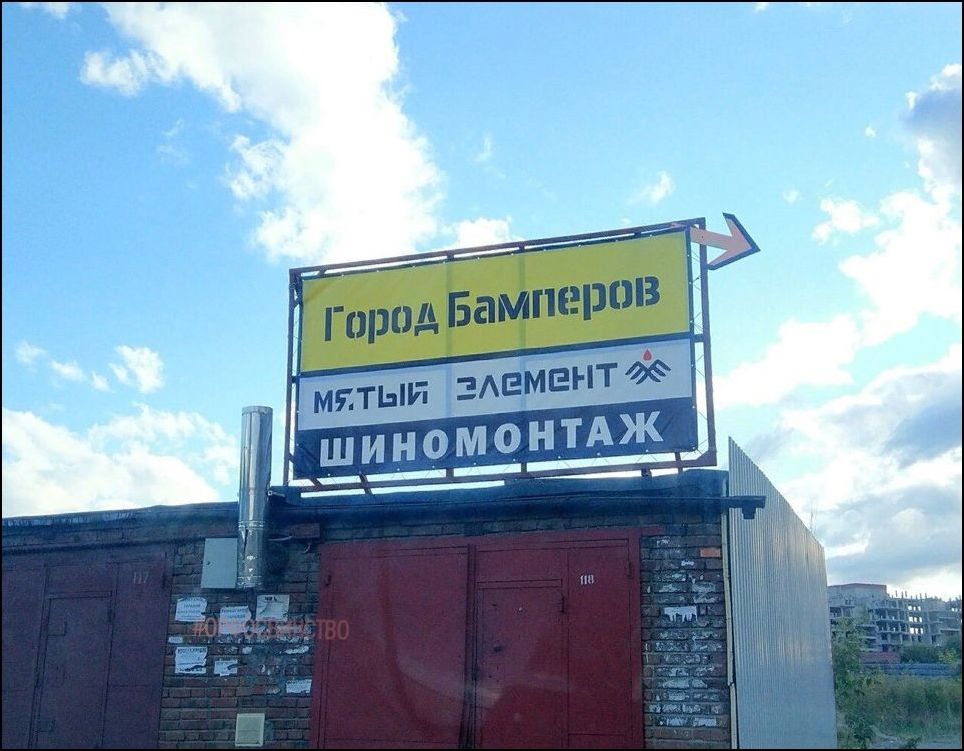 Город Бамперов
мятый элемент
ШИНОМОНТАЖ
117
118